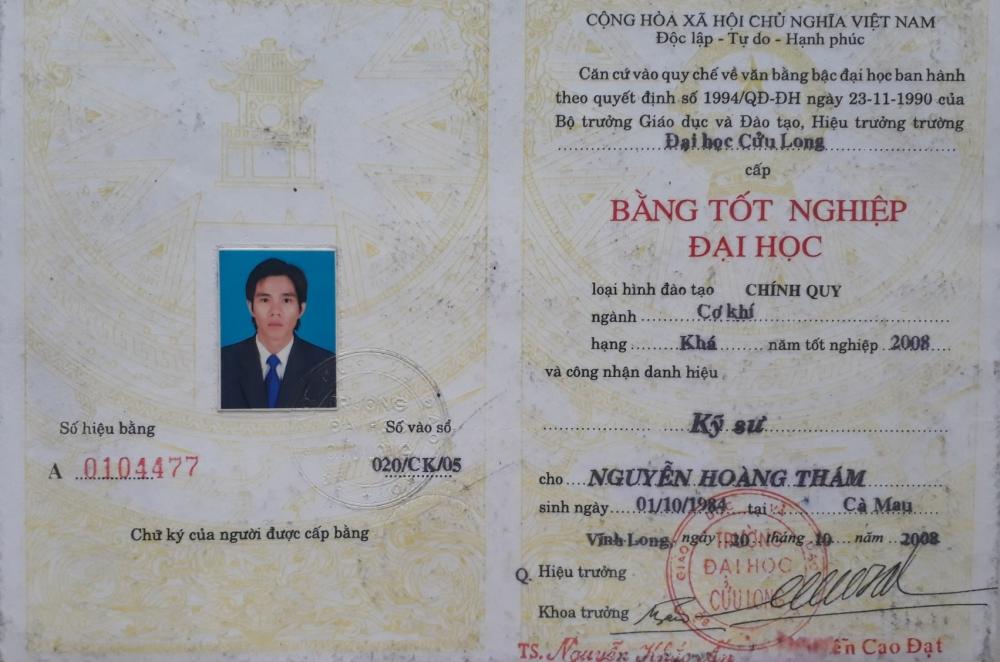 Số hiệu bằng
A 0104477
Số vào sổ
020/CK/05
Chữ ký của người được cấp bằng
CỘNG HÒA XÃ HỘI CHỦ NGHĨA VIỆT NAM
Độc lập - Tự do - Hạnh phúc
Căn cứ vào quy chế về văn bằng bậc đại học ban hành
theo quyết định số 1994/QĐ-ĐH ngày 23-11-1990 của
Bộ trưởng Giáo dục và Đào tạo, Hiệu trưởng trường
Đại học Cửu Long
cấp
BẰNG TỐT NGHIỆP
ĐẠI HỌC
loại hình đào tạo CHÍNH QUY
ngành Cơ khí
hạng Khá năm tốt nghiệp 2008
và công nhận danh hiệu
Kỹ sư
cho NGUYỄN HOÀNG THÁM
sinh ngày 01/10/1984 tại Cà Mau
Vĩnh Long, ngày 20 tháng 10 năm 2008
Q. Hiệu trưởng
Khoa trưởng
TRƯỜNG
ĐẠI HỌC
CỬU LONG
TS. Nguyễn
Cao Đạt